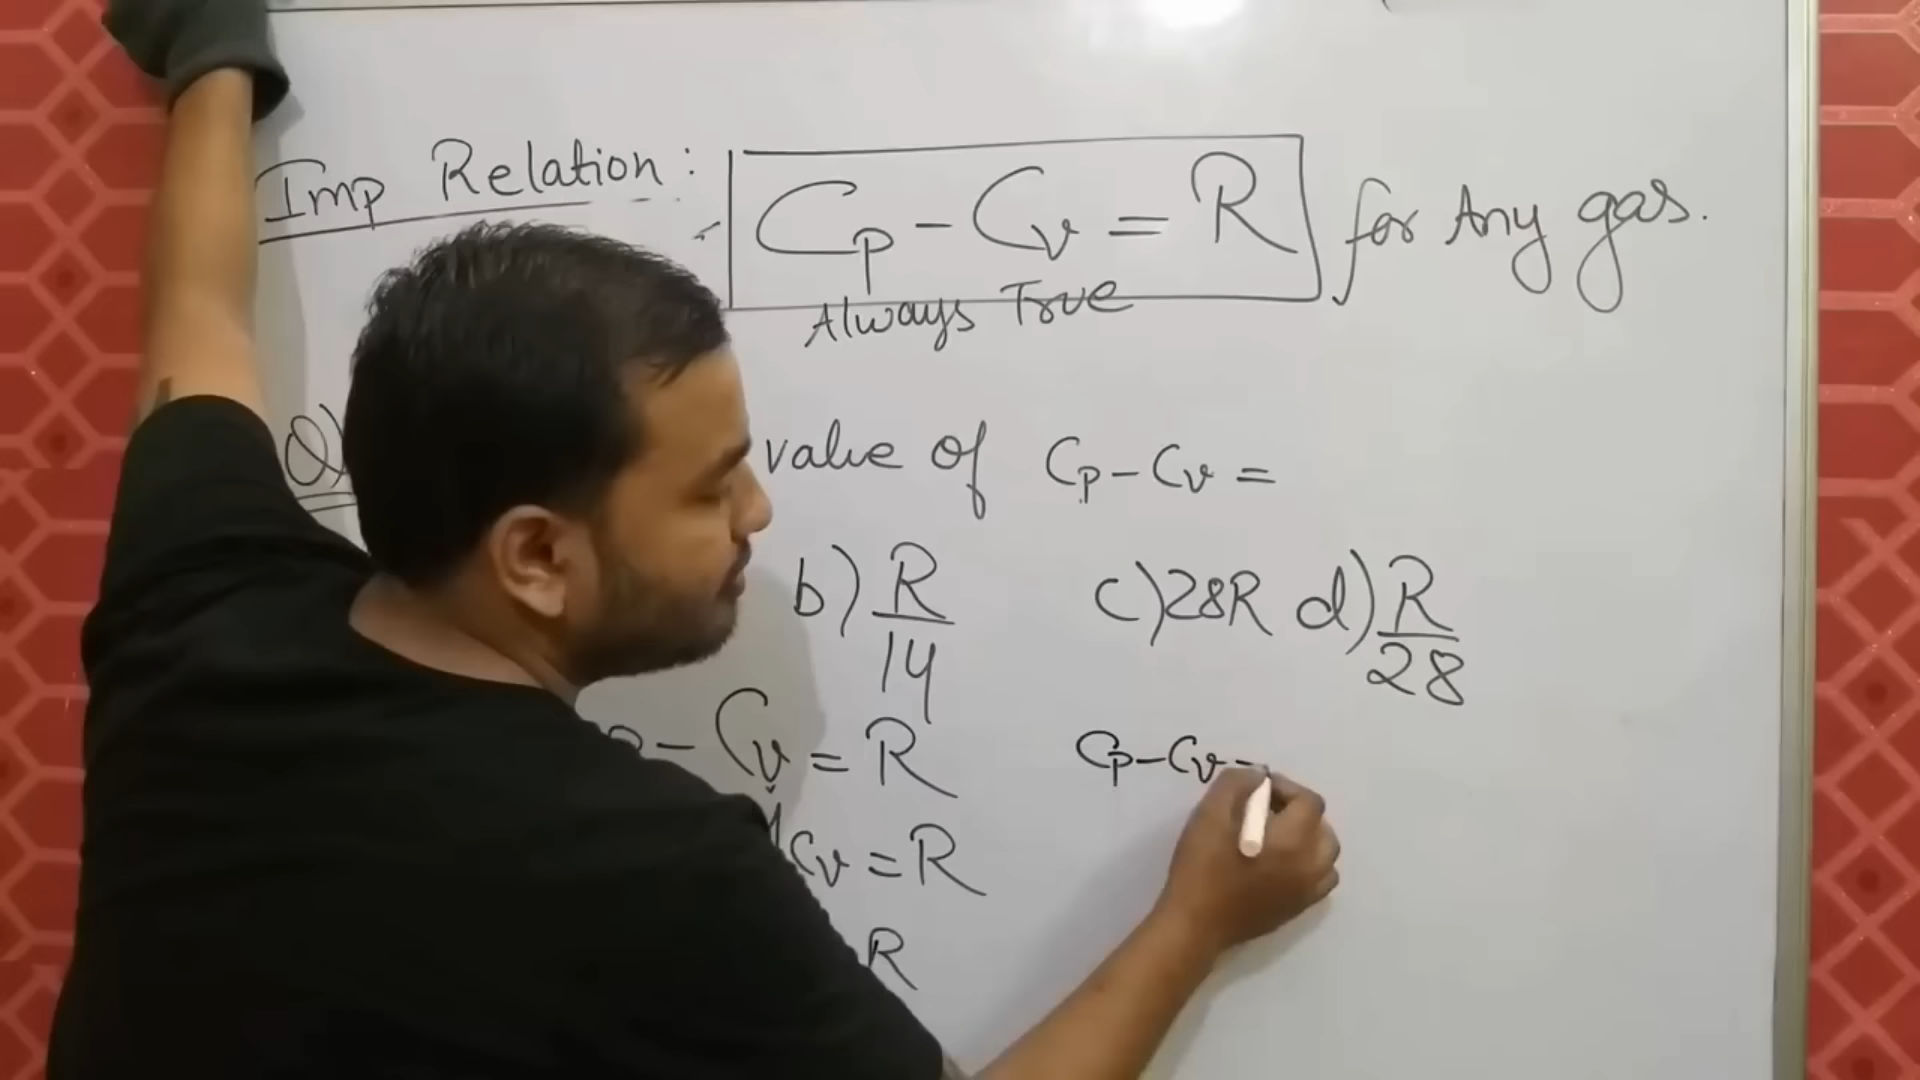 Imp Relation: Cp - Cv = R for Any gas.
Always True
Q) value of Cp - Cv =
b) R/14 c) 28R d) R/28
- Cv = R
Cv = R
R
Cp - Cv =